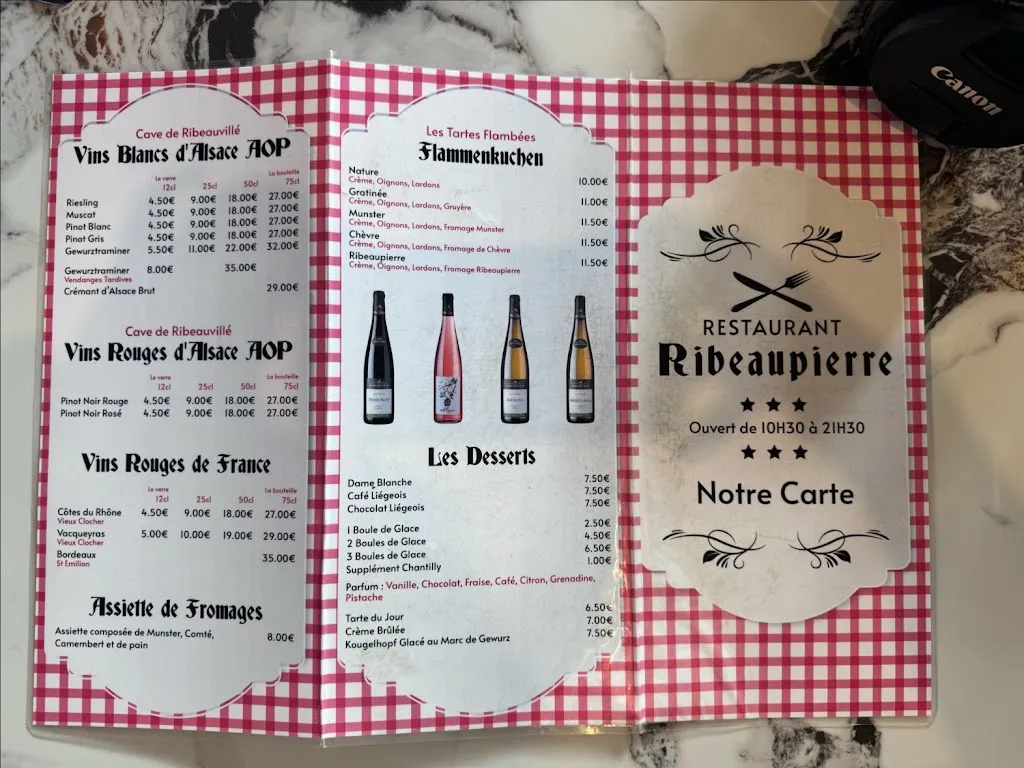 Cave de Ribeauvillé
Vins Blancs d'Alsace AOP
Le verre La bouteille
12cl 25cl 50cl 75cl
Riesling 4.50€ 9.00€ 18.00€ 27.00€
Muscat 4.50€ 9.00€ 18.00€ 27.00€
Pinot Blanc 4.50€ 9.00€ 18.00€ 27.00€
Pinot Gris 4.50€ 9.00€ 18.00€ 27.00€
Gewurztraminer 5.50€ 11.00€ 22.00€ 32.00€
Gewurztraminer 8.00€ 35.00€
Vendanges Tardives
Crémant d'Alsace Brut 29.00€
Cave de Ribeauvillé
Vins Rouges d'Alsace AOP
Le verre La bouteille
12cl 25cl 50cl 75cl
Pinot Noir Rouge 4.50€ 9.00€ 18.00€ 27.00€
Pinot Noir Rosé 4.50€ 9.00€ 18.00€ 27.00€
Vins Rouges de France
Le verre La bouteille
12cl 25cl 50cl 75cl
Côtes du Rhône 4.50€ 9.00€ 18.00€ 27.00€
Vieux Clocher
Vacqueyras 5.00€ 10.00€ 19.00€ 29.00€
Vieux Clocher
Bordeaux 35.00€
St Emilion
Assiette de Fromages
Assiette composée de Munster, Comté, 8.00€
Camembert et de pain
Les Tartes Flambées
Flammenkuchen
Nature 10.00€
Crème, Oignons, Lardons
Gratinée 11.00€
Crème, Oignons, Lardons, Gruyère
Munster 11.50€
Crème, Oignons, Lardons, Fromage Munster
Chèvre 11.50€
Crème, Oignons, Lardons, Fromage de Chèvre
Ribeaupierre 11.50€
Crème, Oignons, Lardons, Fromage Ribeaupierre
Les Desserts
Dame Blanche 7.50€
Café Liégeois 7.50€
Chocolat Liégeois 7.50€
1 Boule de Glace 2.50€
2 Boules de Glace 4.50€
3 Boules de Glace 6.50€
Supplément Chantilly 1.00€
Parfum : Vanille, Chocolat, Fraise, Café, Citron, Grenadine,
Pistache
Tarte du Jour 6.50€
Crème Brûlée 7.00€
Kougelhopf Glacé au Marc de Gewurz 7.50€
RESTAURANT
Ribeaupierre
Ouvert de 10H30 à 21H30
Notre Carte
Canon